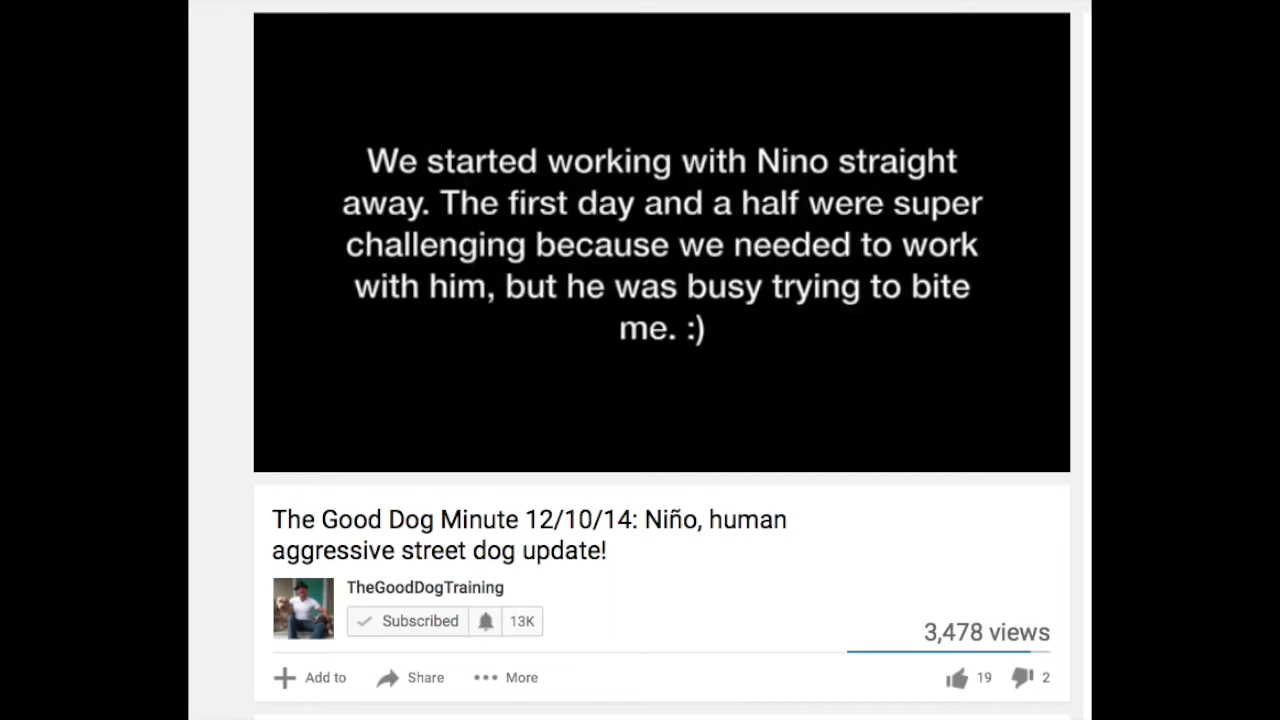 We started working with Nino straight
away. The first day and a half were super
challenging because we needed to work
with him, but he was busy trying to bite
me. :)
The Good Dog Minute 12/10/14: Niño, human
aggressive street dog update!
TheGoodDogTraining
Subscribed 13K
3,478 views
Add to Share More 19 2